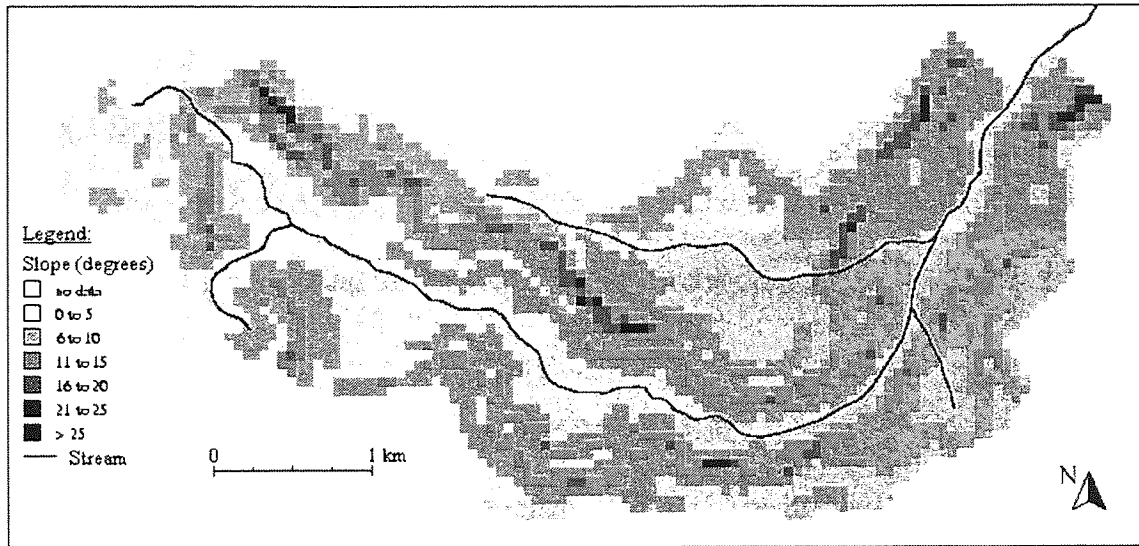 Legend:
Slope (degrees)
no data
0 to 5
6 to 10
11 to 15
16 to 20
21 to 25
> 25
Stream
0 1 km
N